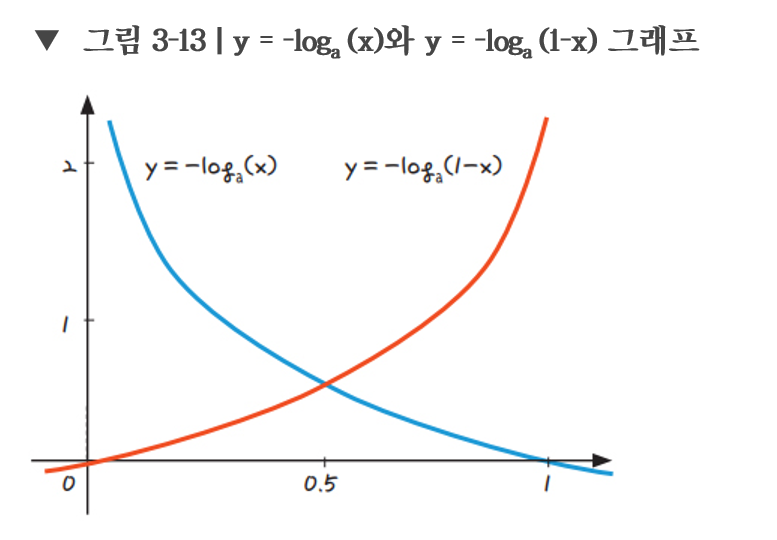 ▼ 그림 3-13 | y = -logₐ (x)와 y = -logₐ (1-x) 그래프
2
y = -logₐ(x)
y = -logₐ(1-x)
1
0
0.5
1